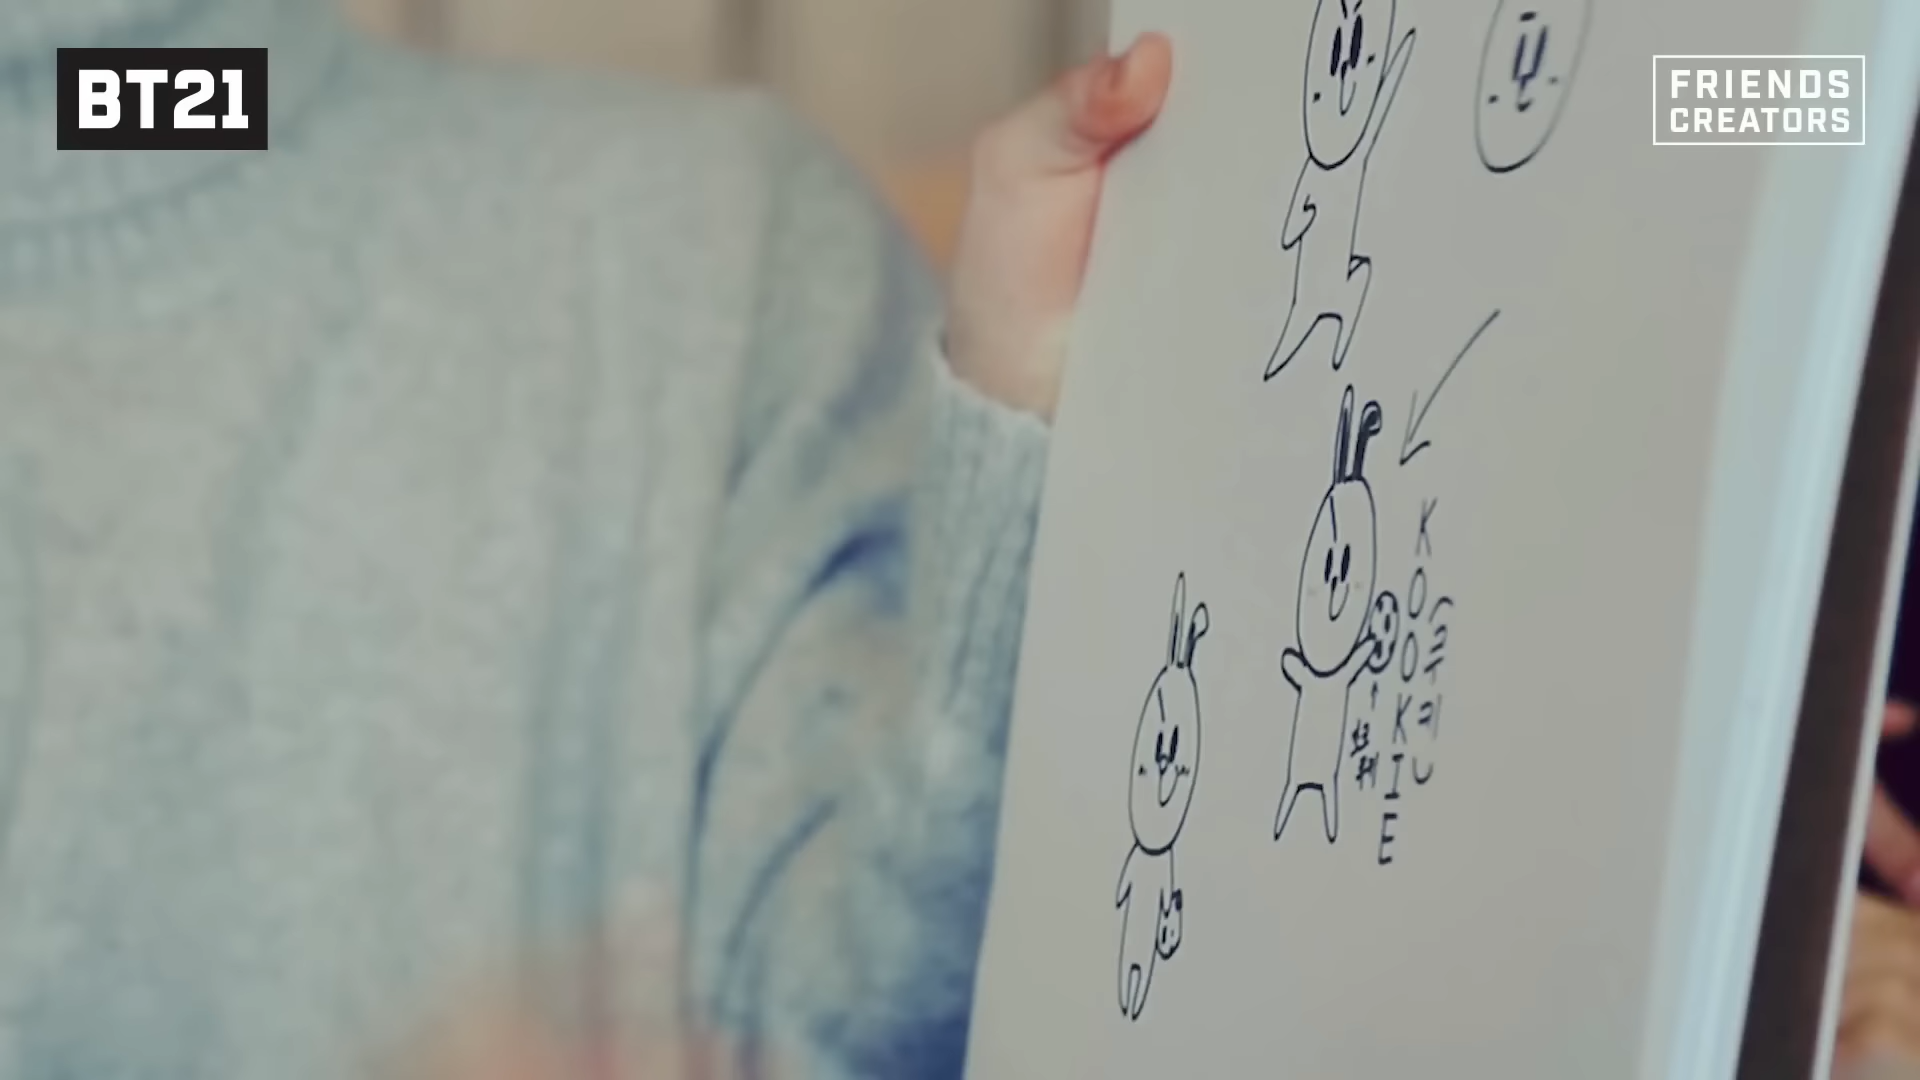 BT21
FRIENDS
CREATORS
KOOKIE
쿠키